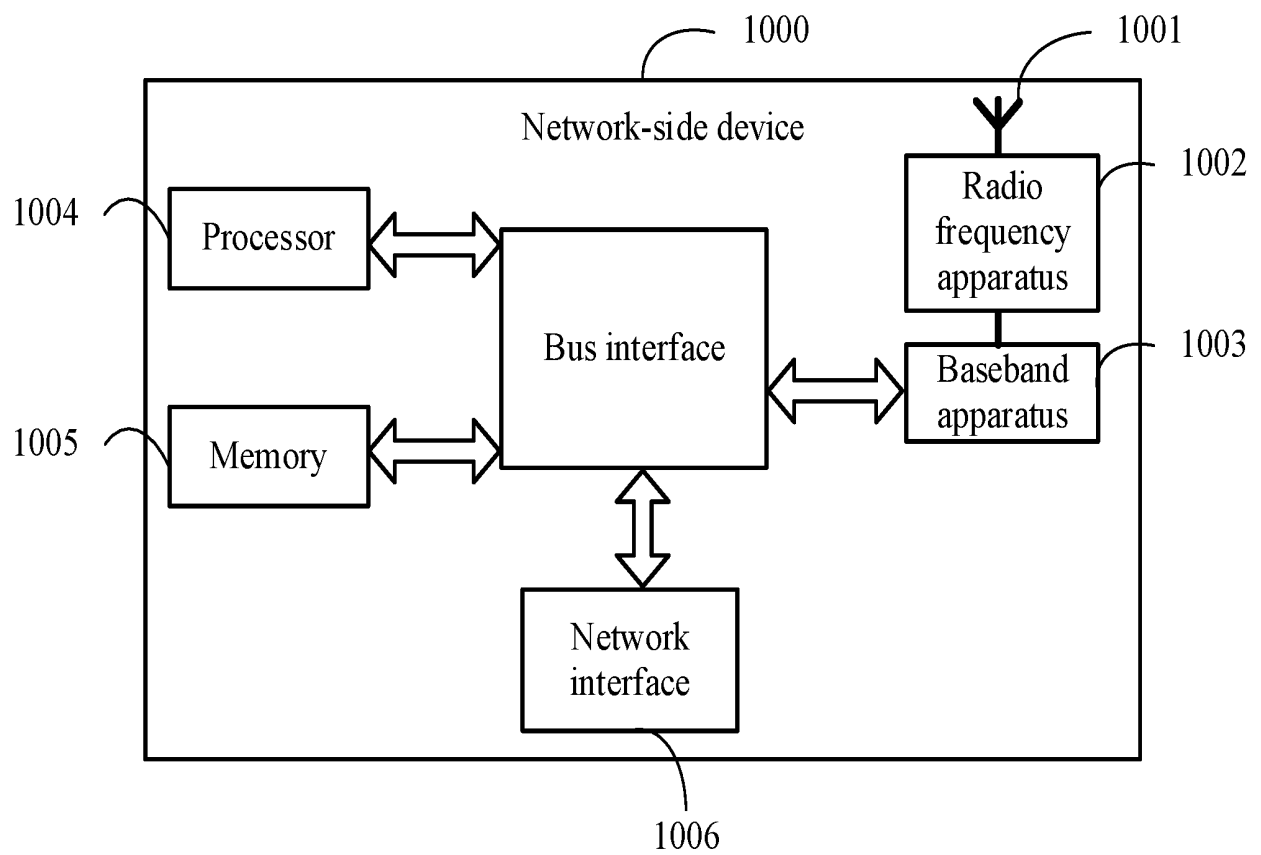 1000
1001
Network-side device
1002
Radio
frequency
apparatus
1004
Processor
Bus interface
1003
Baseband
apparatus
1005
Memory
Network
interface
1006